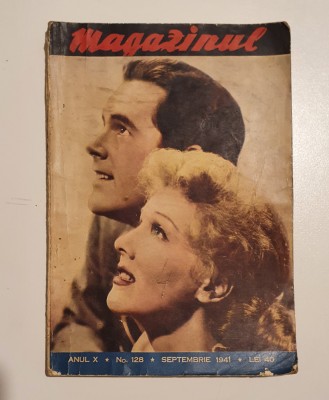 Magazinul
ANUL X ★ No. 128 ★ SEPTEMBRIE 1941 ★ LEI 40